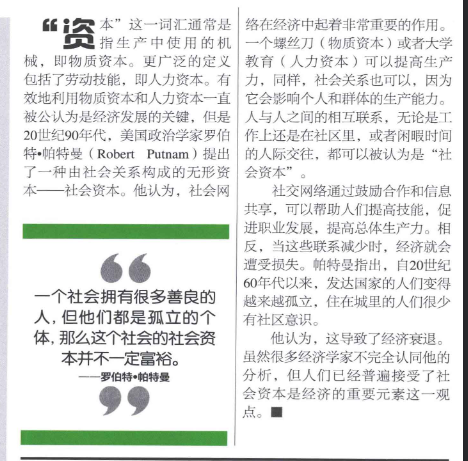 “资本”这一词汇通常是
指生产中使用的机
械，即物质资本。更广泛的定义
包括了劳动技能，即人力资本。有
效地利用物质资本和人力资本一直
被公认为是经济发展的关键，但是
20世纪90年代，美国政治学家罗伯
特•帕特曼（Robert Putnam）提出
了一种由社会关系构成的无形资
本——社会资本。他认为，社会网
络在经济中起着非常重要的作用。
一个螺丝刀（物质资本）或者大学
教育（人力资本）可以提高生产
力，同样，社会关系也可以，因为
它会影响个人和群体的生产能力。
人与人之间的相互联系，无论是工
作上还是在社区里，或者闲暇时间
的人际交往，都可以被认为是“社
会资本”。
社交网络通过鼓励合作和信息
共享，可以帮助人们提高技能，促
进职业发展，提高总体生产力。相
反，当这些联系减少时，经济就会
遭受损失。帕特曼指出，自20世纪
60年代以来，发达国家的人们变得
越来越孤立，住在城里的人们很少
有社区意识。
他认为，这导致了经济衰退。
虽然很多经济学家不完全认同他的
分析，但人们已经普遍接受了社
会资本是经济的重要元素这一观
点。■
“
一个社会拥有很多善良的
人，但他们都是孤立的个
体，那么这个社会的社会资
本并不一定富裕。
——罗伯特•帕特曼
”